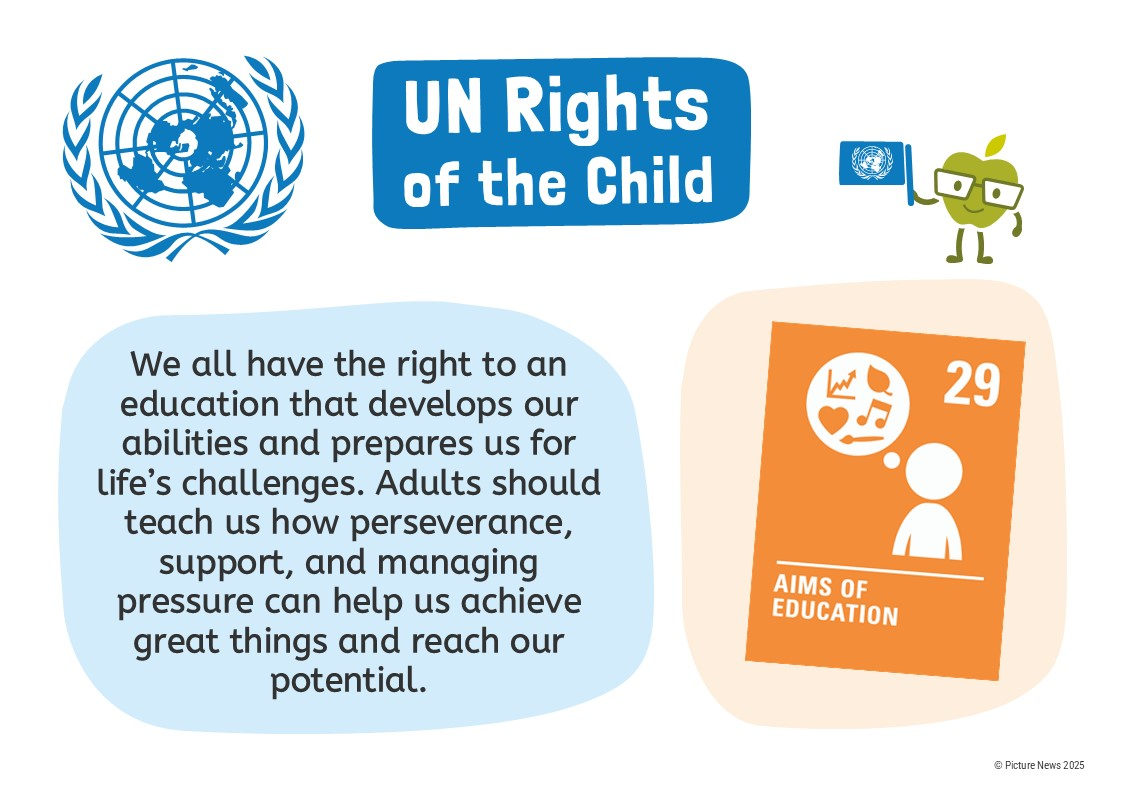 UN Rights
of the Child
We all have the right to an
education that develops our
abilities and prepares us for
life’s challenges. Adults should
teach us how perseverance,
support, and managing
pressure can help us achieve
great things and reach our
potential.
29
AIMS OF
EDUCATION
© Picture News 2025